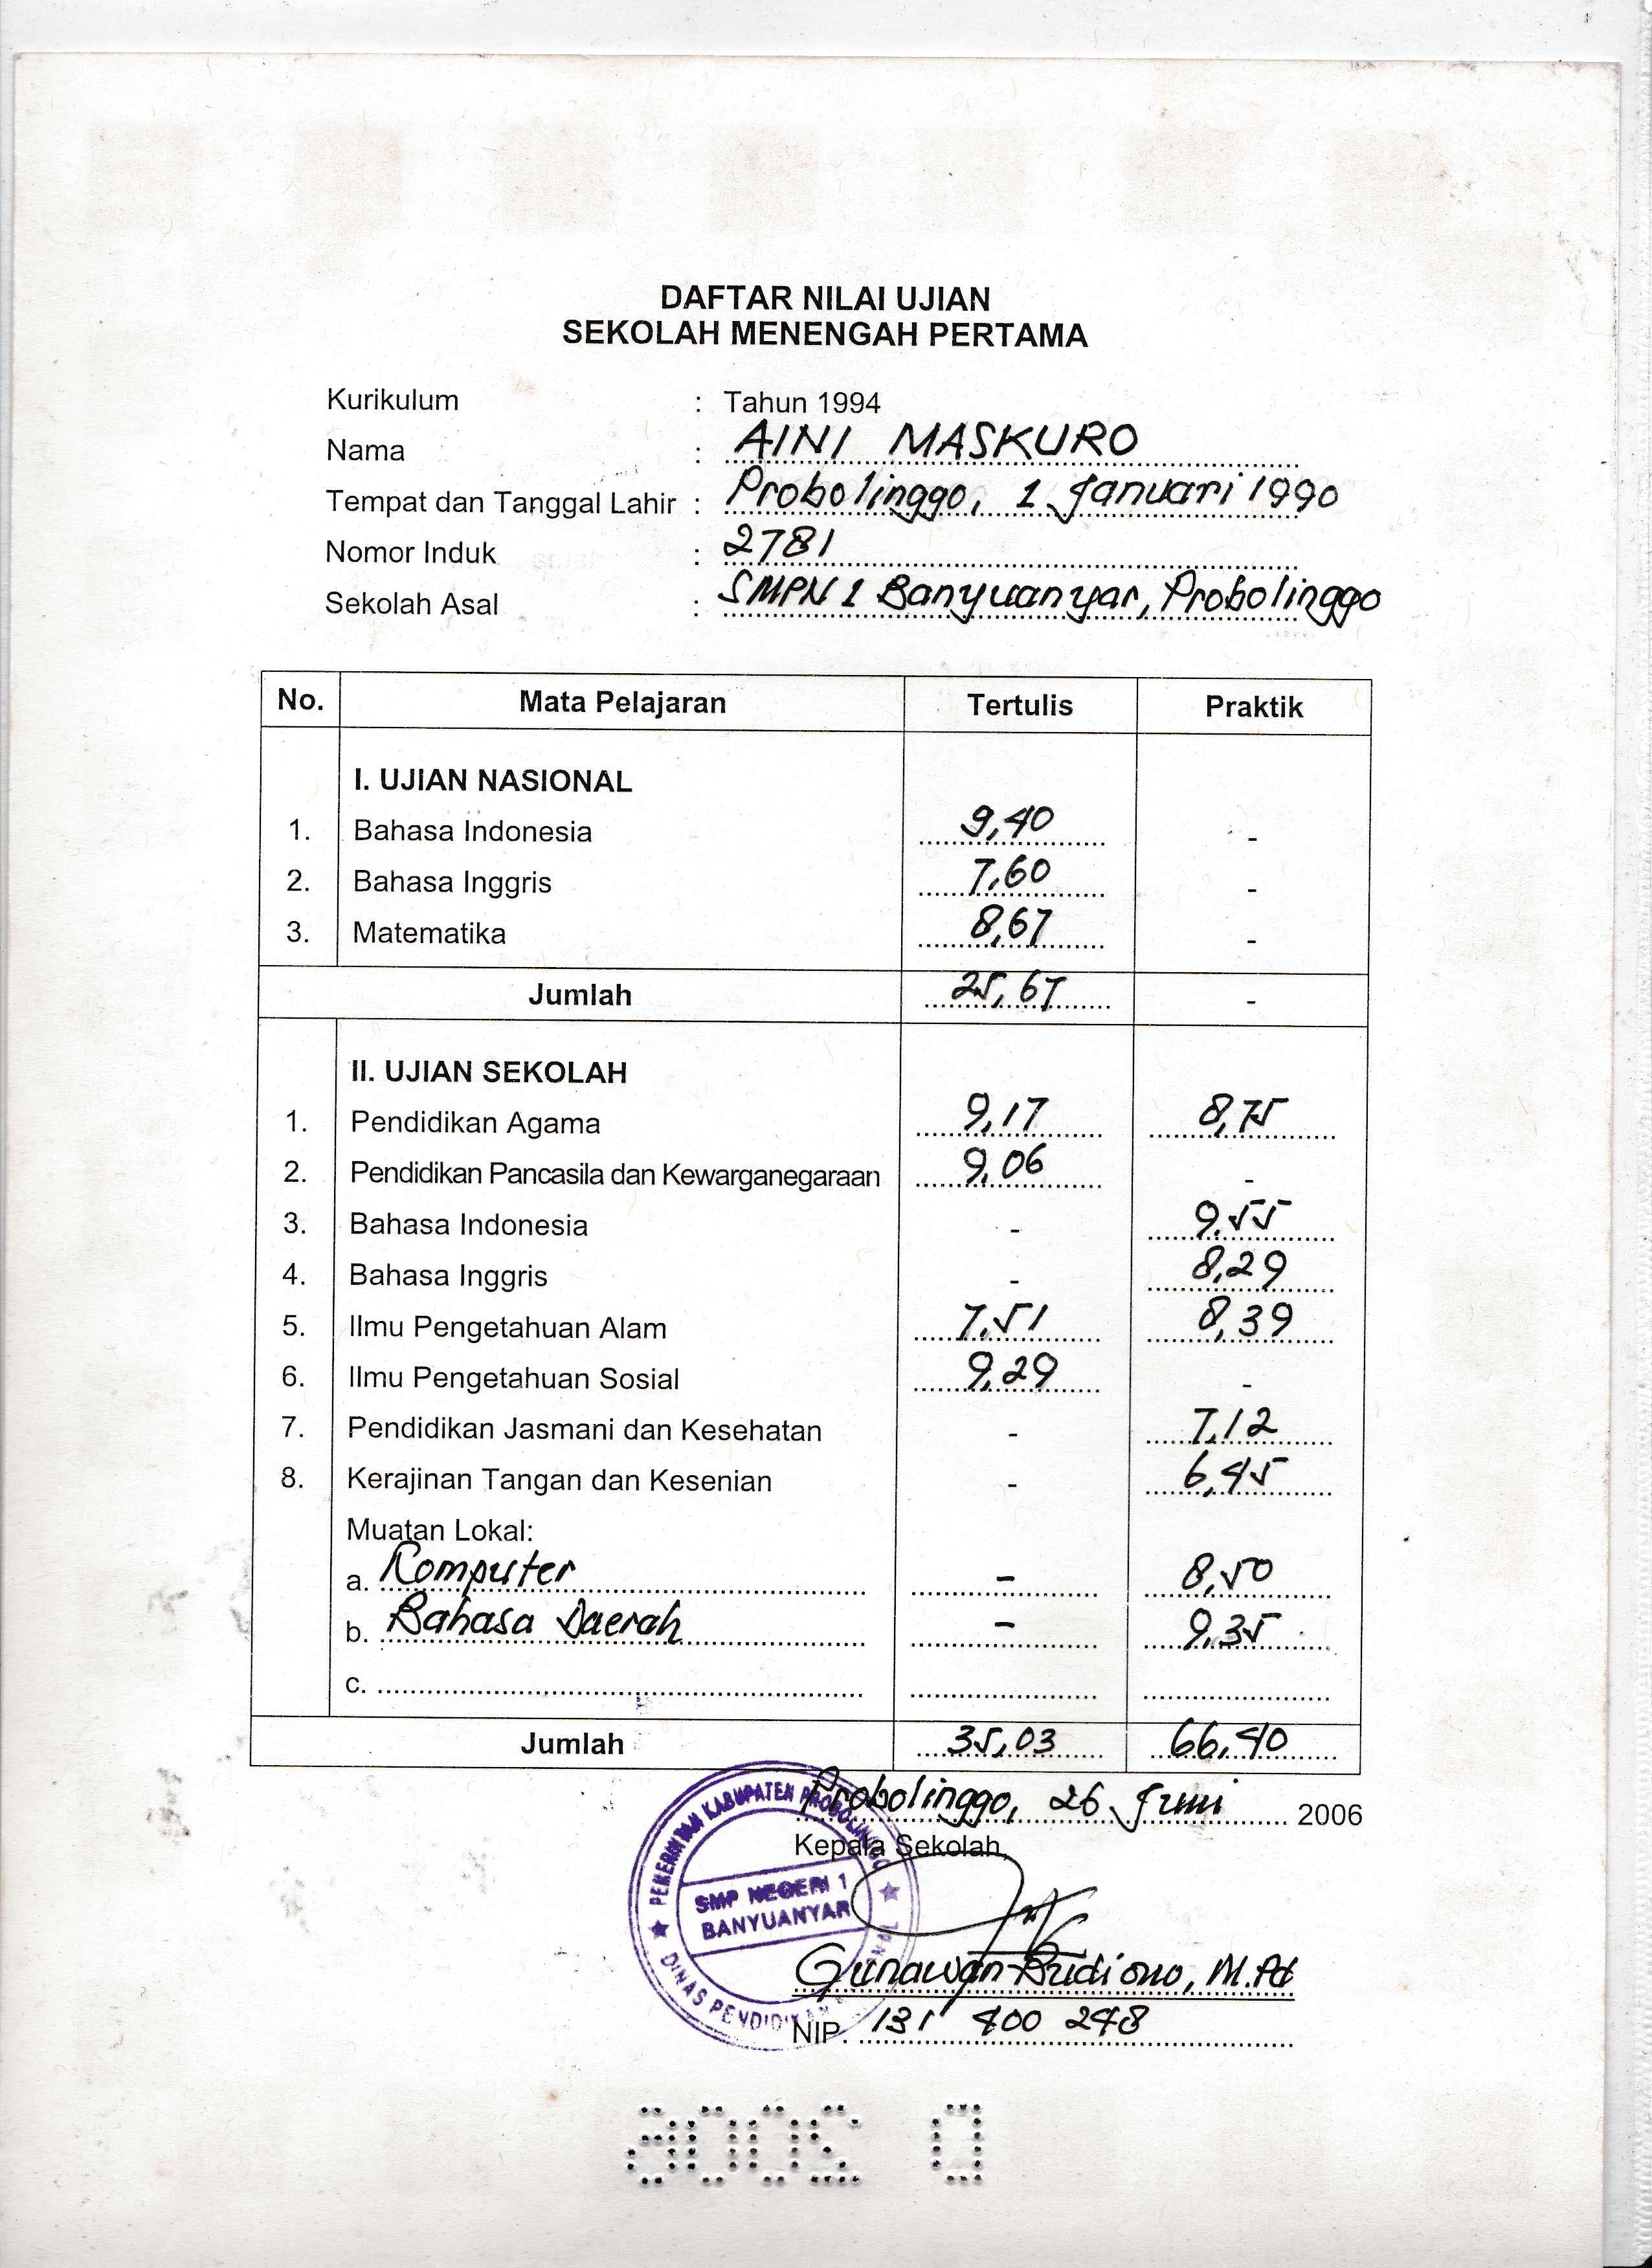 DAFTAR NILAI UJIAN
SEKOLAH MENENGAH PERTAMA
Kurikulum : Tahun 1994
Nama : AINI MASKURO
Tempat dan Tanggal Lahir : Probolinggo, 1 Januari 1990
Nomor Induk : 2781
Sekolah Asal : SMPN 1 Banyuanyar, Probolinggo
No. Mata Pelajaran Tertulis Praktik
I. UJIAN NASIONAL
1. Bahasa Indonesia 9,40 -
2. Bahasa Inggris 7,60 -
3. Matematika 8,67 -
Jumlah 25,67 -
II. UJIAN SEKOLAH
1. Pendidikan Agama 9,17 8,75
2. Pendidikan Pancasila dan Kewarganegaraan 9,06 -
3. Bahasa Indonesia - 9,55
4. Bahasa Inggris - 8,29
5. Ilmu Pengetahuan Alam 7,51 8,39
6. Ilmu Pengetahuan Sosial 9,29 -
7. Pendidikan Jasmani dan Kesehatan - 7,12
8. Kerajinan Tangan dan Kesenian - 6,45
Muatan Lokal:
a. Komputer - 8,50
b. Bahasa Daerah - 9,35
c.
Jumlah 35,03 66,40
Probolinggo, 26 Juni 2006
Kepala Sekolah,
PEMERINTAH KABUPATEN PROBOLINGGO
SMP NEGERI 1
BANYUANYAR
DINAS PENDIDIKAN
Gunawan Budiono, M.Pd
NIP. 131 400 248
D 2006